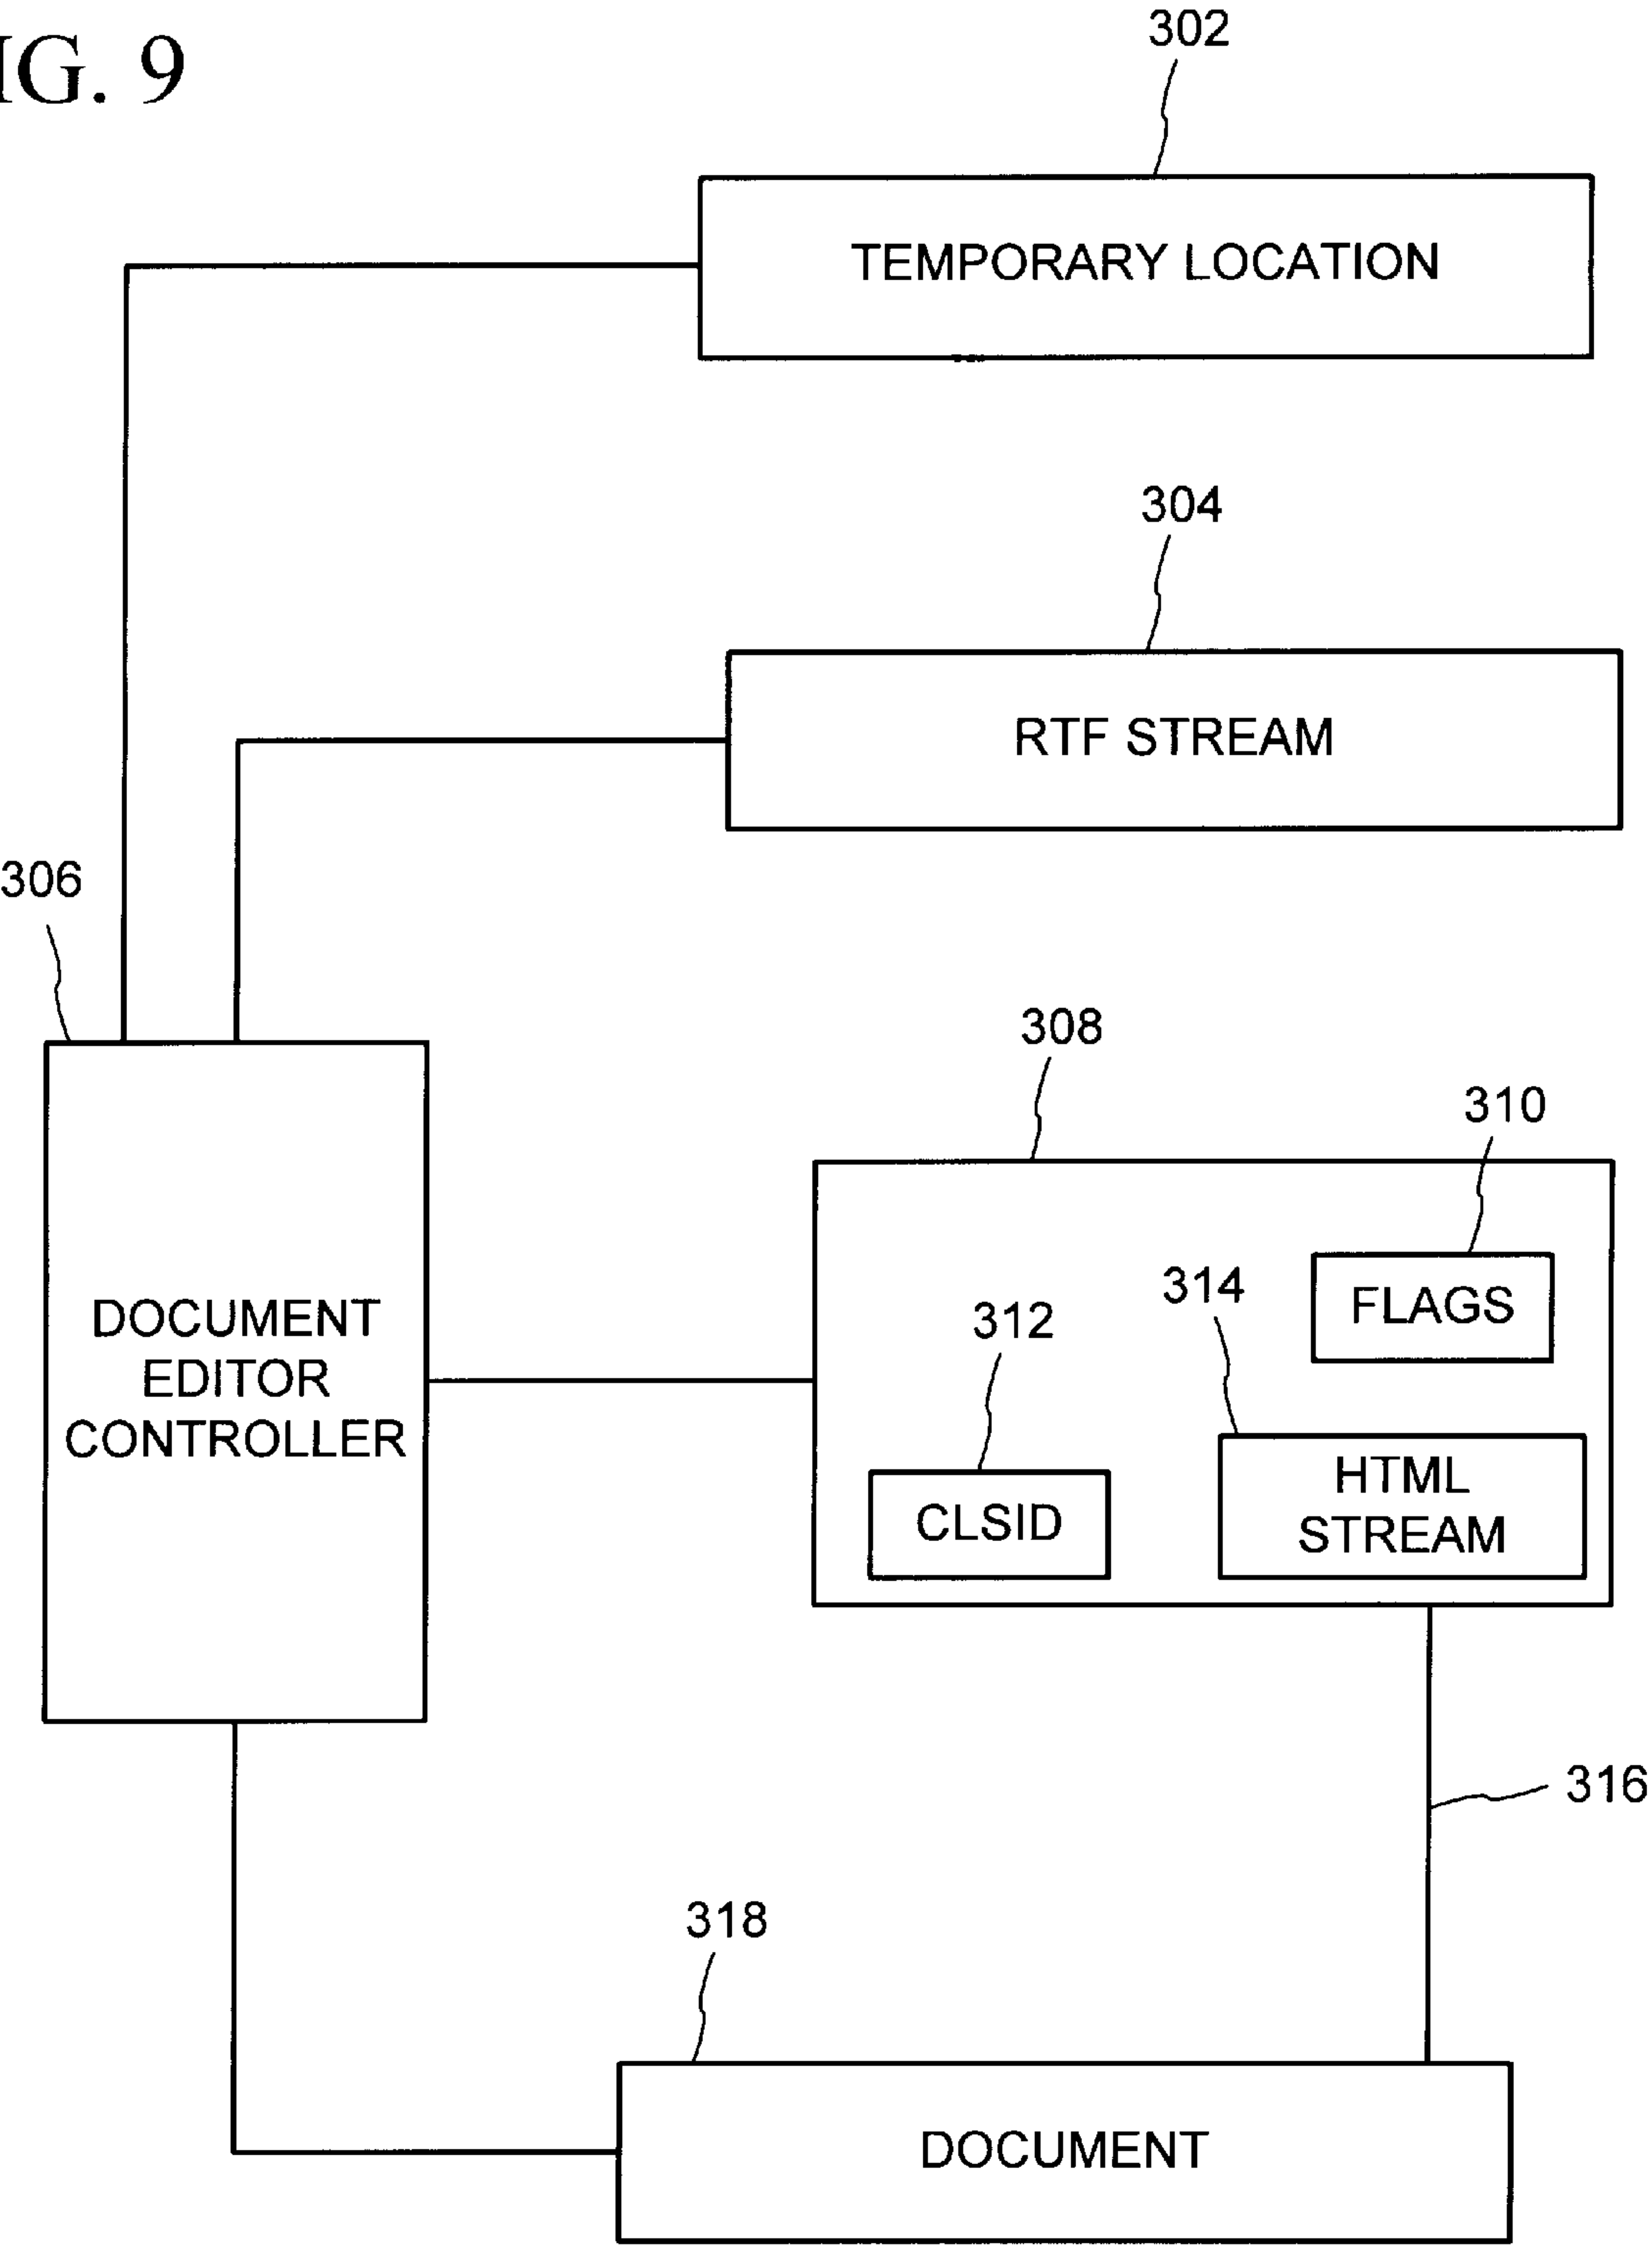 IG. 9
302
TEMPORARY LOCATION
304
RTF STREAM
306
308
310
FLAGS
314
312
DOCUMENT
EDITOR
CONTROLLER
HTML
STREAM
CLSID
316
318
DOCUMENT